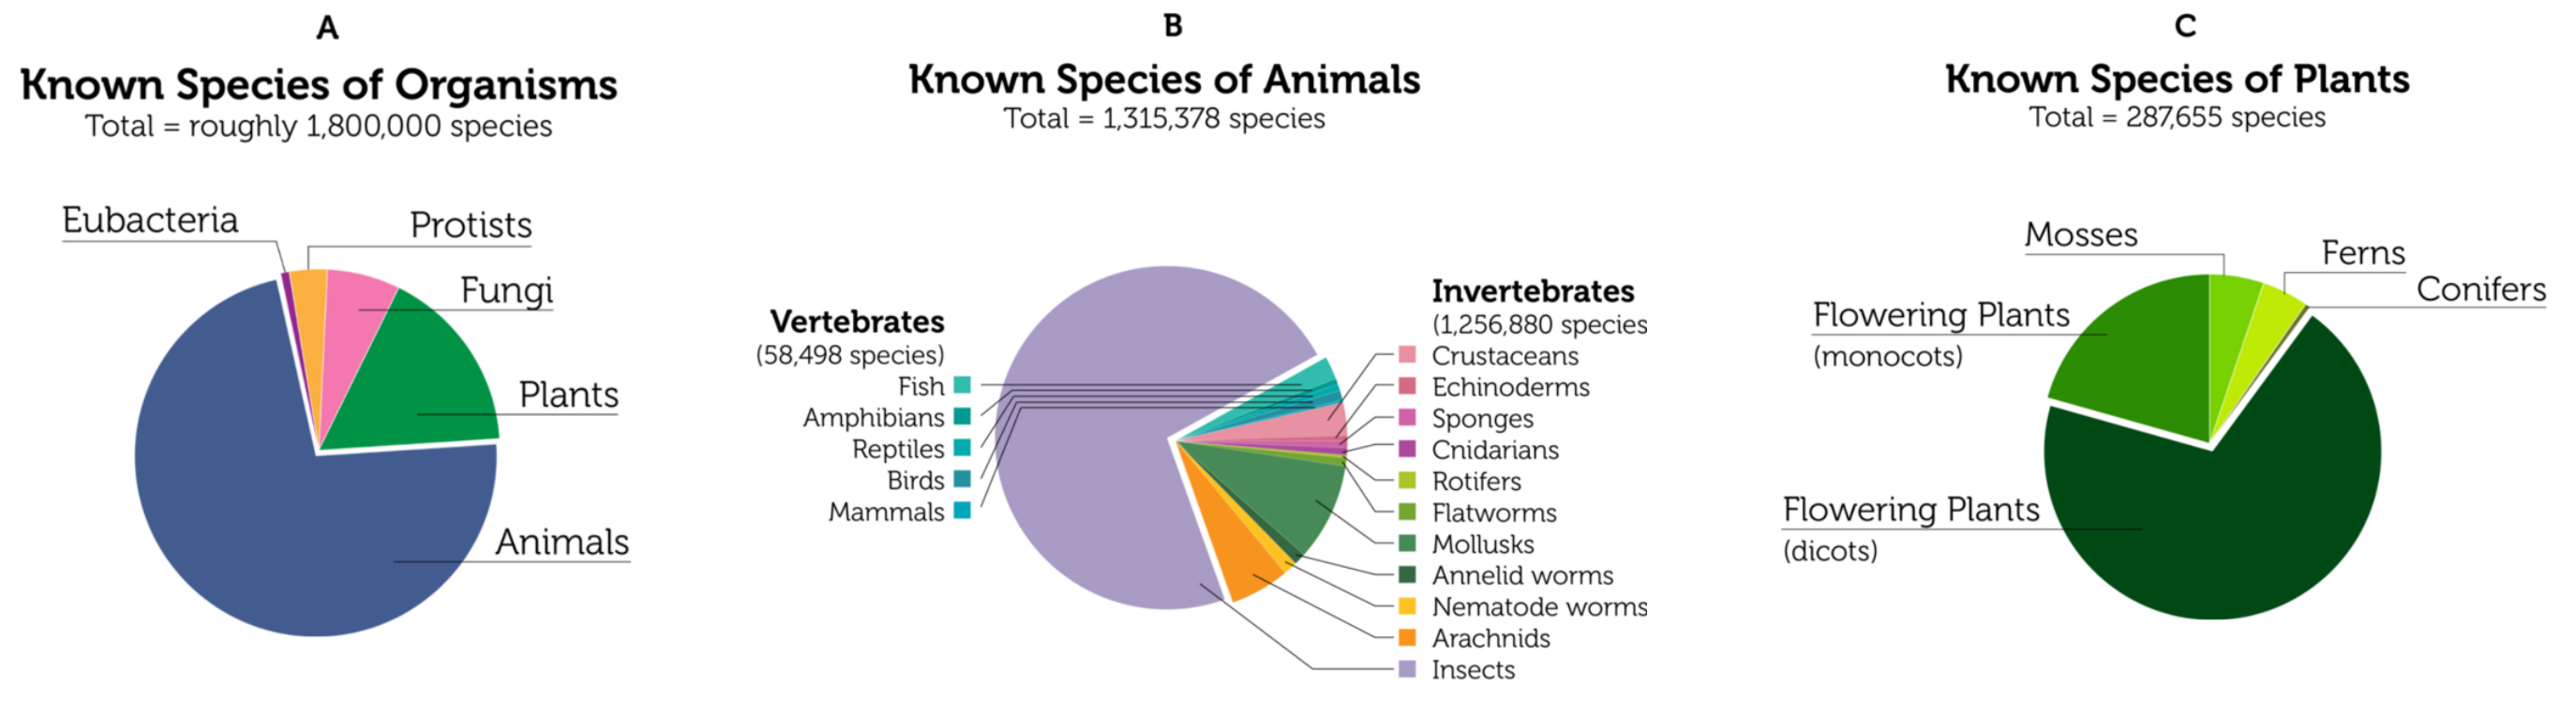 A
Known Species of Organisms
Total = roughly 1,800,000 species
Eubacteria
Protists
Fungi
Plants
Animals
B
Known Species of Animals
Total = 1,315,378 species
Vertebrates
(58,498 species)
Fish
Amphibians
Reptiles
Birds
Mammals
Invertebrates
(1,256,880 species
Crustaceans
Echinoderms
Sponges
Cnidarians
Rotifers
Flatworms
Mollusks
Annelid worms
Nematode worms
Arachnids
Insects
C
Known Species of Plants
Total = 287,655 species
Mosses
Ferns
Conifers
Flowering Plants
(monocots)
Flowering Plants
(dicots)